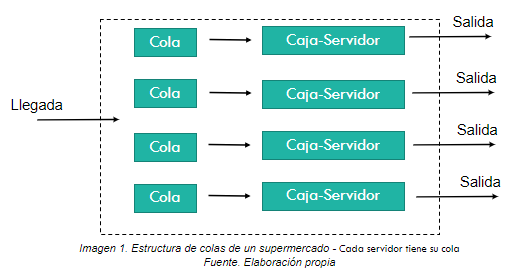 Salida
Cola
Caja-Servidor
Salida
Cola
Caja-Servidor
Llegada
Salida
Cola
Caja-Servidor
Salida
Cola
Caja-Servidor
Imagen 1. Estructura de colas de un supermercado - Cada servidor tiene su cola
Fuente. Elaboración propia